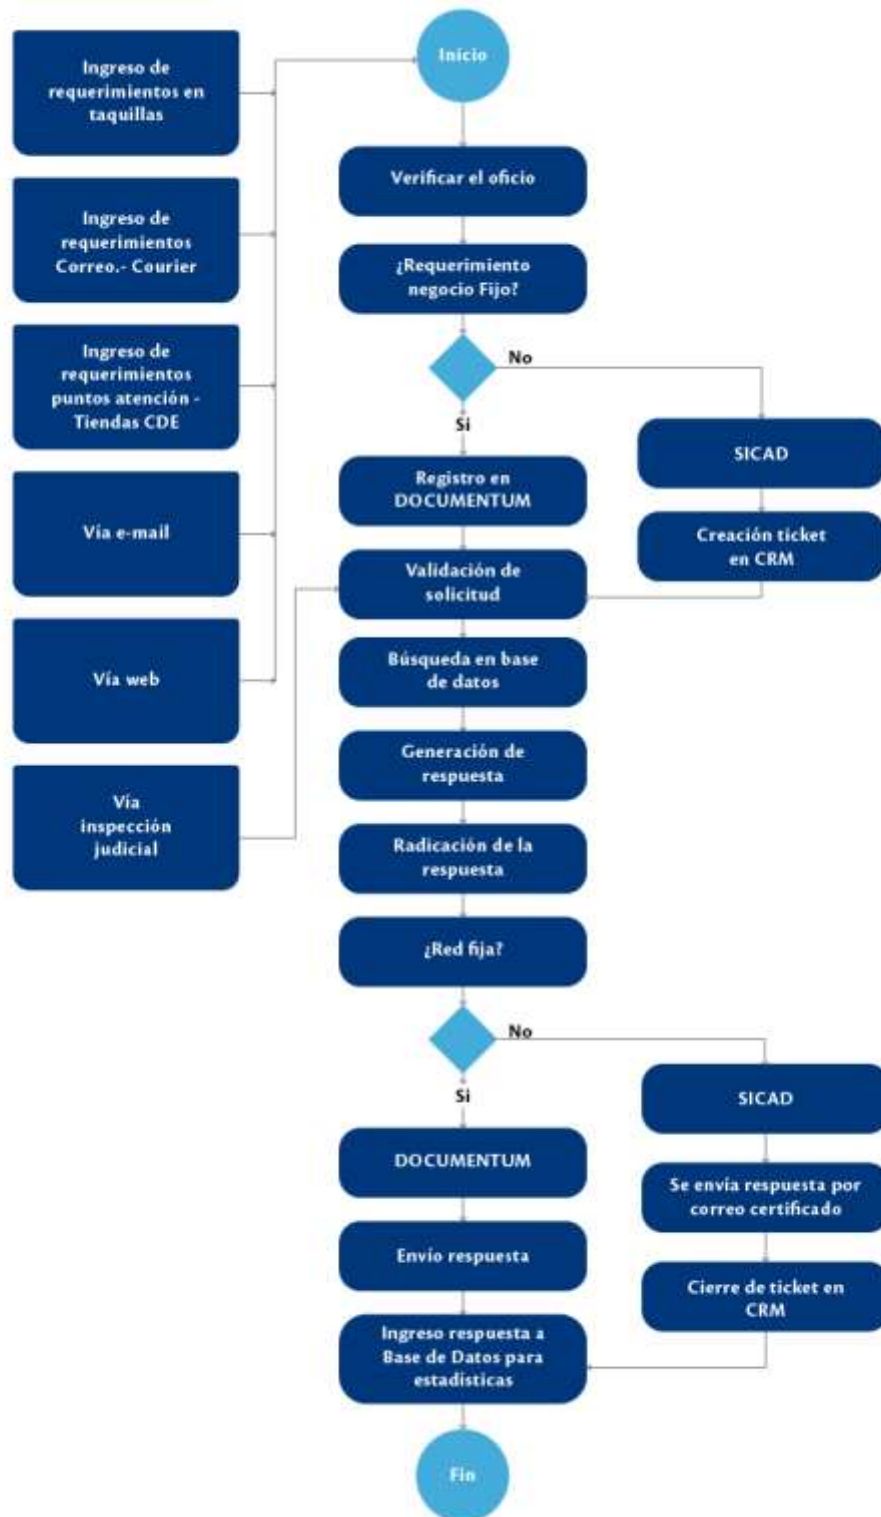 Ingreso de
requerimientos en
taquillas
Ingreso de
requerimientos
Correo.- Courier
Ingreso de
requerimientos
puntos atención -
Tiendas CDE
Vía e-mail
Vía web
Vía
inspección
judicial
Inicio
Verificar el oficio
¿Requerimiento
negocio Fijo?
No
Si
Registro en
DOCUMENTUM
SICAD
Creación ticket
en CRM
Validación de
solicitud
Búsqueda en base
de datos
Generación de
respuesta
Radicación de la
respuesta
¿Red fija?
No
Si
DOCUMENTUM
Envío respuesta
SICAD
Se envía respuesta por
correo certificado
Cierre de ticket en
CRM
Ingreso respuesta a
Base de Datos para
estadísticas
Fin